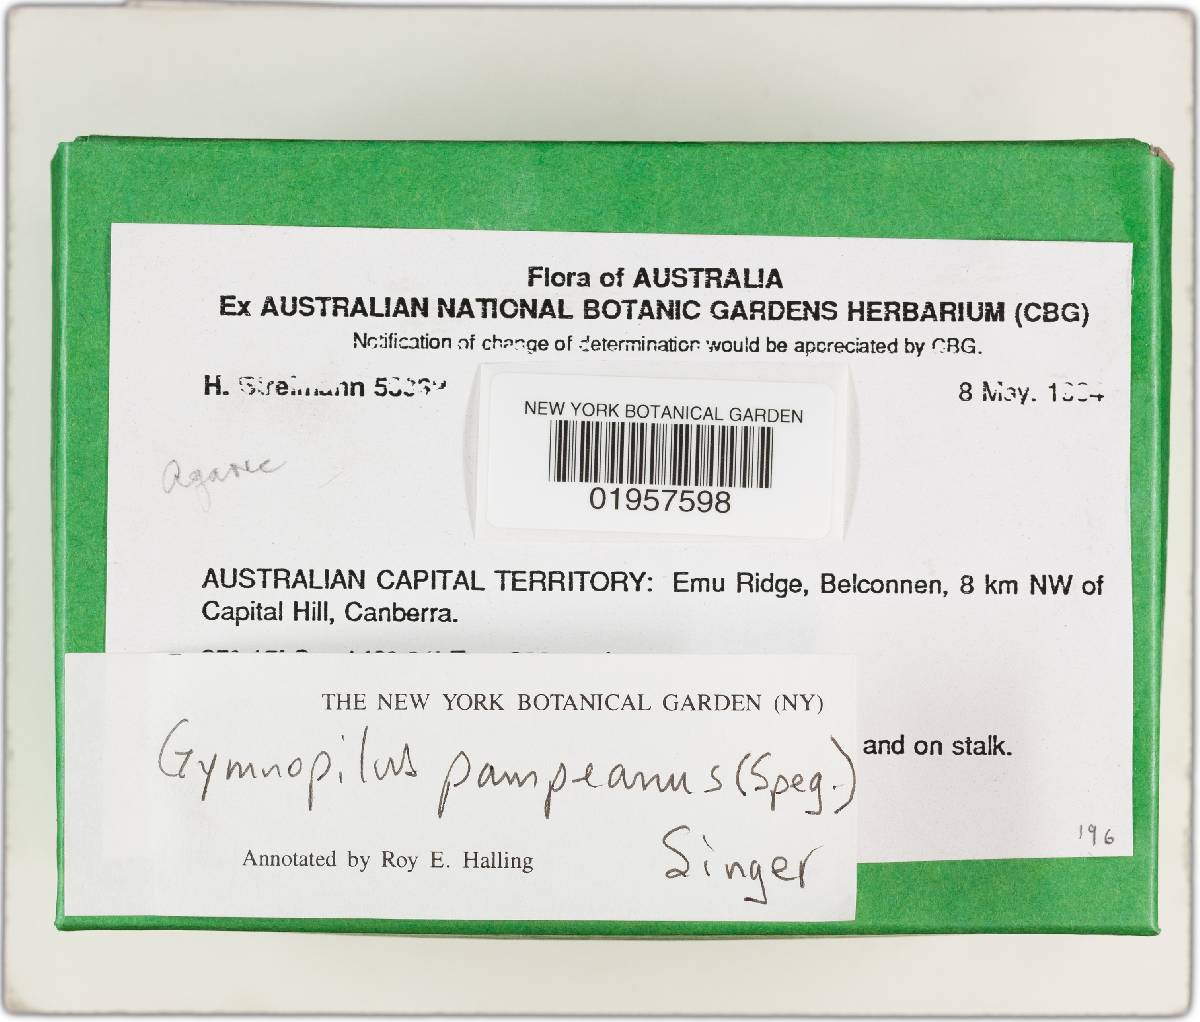 Flora of AUSTRALIA
Ex AUSTRALIAN NATIONAL BOTANIC GARDENS HERBARIUM (CBG)
Notification of change of determination would be appreciated by CBG.
H.
8 May.
NEW YORK BOTANICAL GARDEN
01957598
Agaric
AUSTRALIAN CAPITAL TERRITORY: Emu Ridge, Belconnen, 8 km NW of
Capital Hill, Canberra.
and on stalk.
THE NEW YORK BOTANICAL GARDEN (NY)
Gymnopilus pampeanus (Speg.)
Singer
Annotated by Roy E. Halling
196